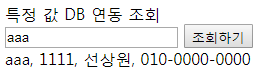 특정 값 DB 연동 조회
aaa 조회하기
aaa, 1111, 선상원, 010-0000-0000